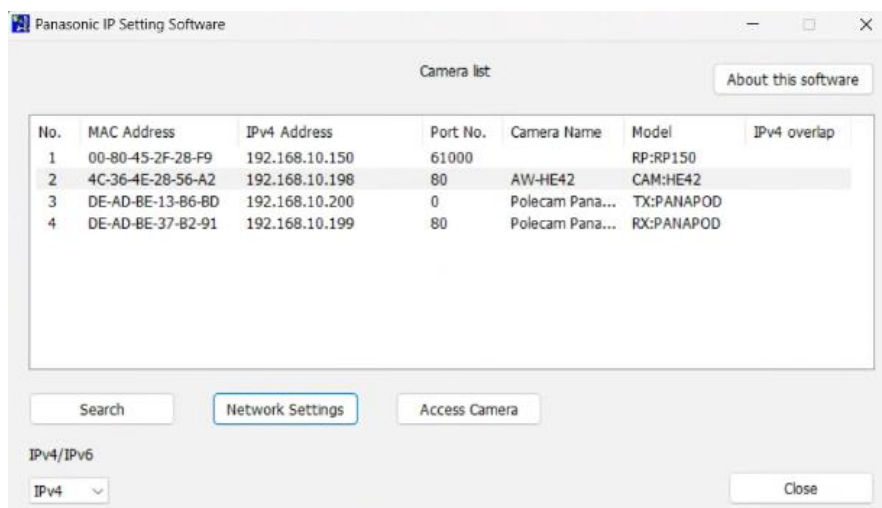 Panasonic IP Setting Software
Camera list
About this software
No. MAC Address IPv4 Address Port No. Camera Name Model IPv4 overlap
1 00-80-45-2F-28-F9 192.168.10.150 61000 RP:RP150
2 4C-36-4E-28-56-A2 192.168.10.198 80 AW-HE42 CAM:HE42
3 DE-AD-BE-13-B6-BD 192.168.10.200 0 Polecam Pana... TX:PANAPOD
4 DE-AD-BE-37-B2-91 192.168.10.199 80 Polecam Pana... RX:PANAPOD
Search Network Settings Access Camera
IPv4/IPv6
IPv4 Close